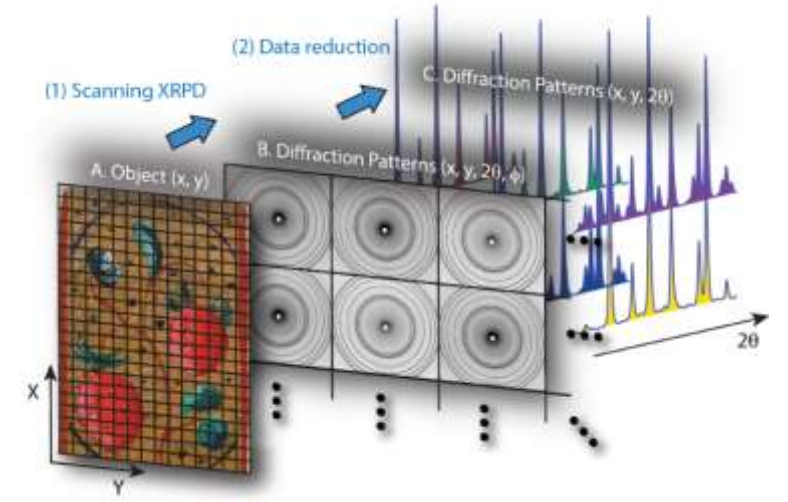 (2) Data reduction
(1) Scanning XRPD
C. Diffraction Patterns (x, y, 2θ)
B. Diffraction Patterns (x, y, 2θ, ϕ)
A. Object (x, y)
2θ
X
Y